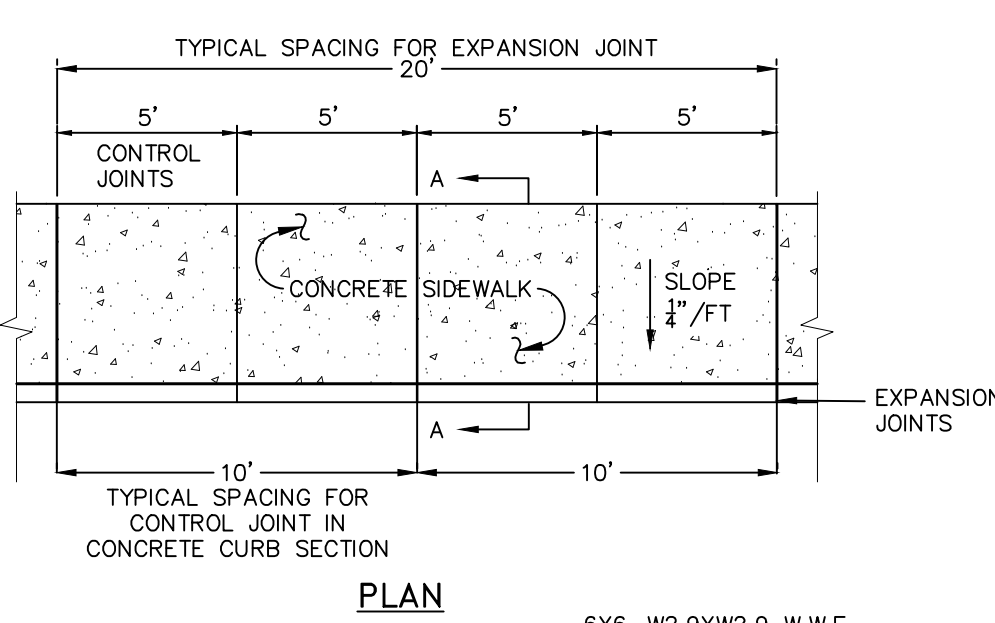 TYPICAL SPACING FOR EXPANSION JOINT
20'
5' 5' 5' 5'
CONTROL
JOINTS
A
CONCRETE SIDEWALK
SLOPE
1/4"/FT
EXPANSION
JOINTS
A
10' 10'
TYPICAL SPACING FOR
CONTROL JOINT IN
CONCRETE CURB SECTION
PLAN